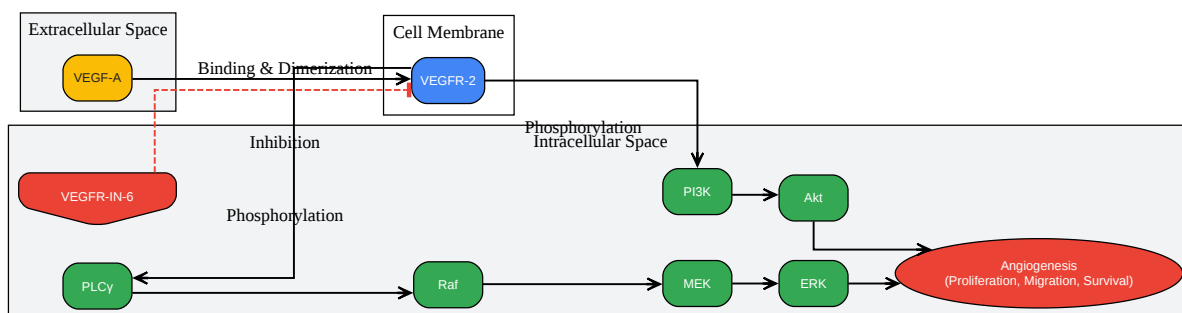 Extracellular Space
Cell Membrane
VEGF-A
Binding & Dimerization
VEGFR-2
Phosphorylation
Intracellular Space
Inhibition
VEGFR-IN-6
PI3K
Akt
Phosphorylation
PLCγ
Raf
MEK
ERK
Angiogenesis
(Proliferation, Migration, Survival)